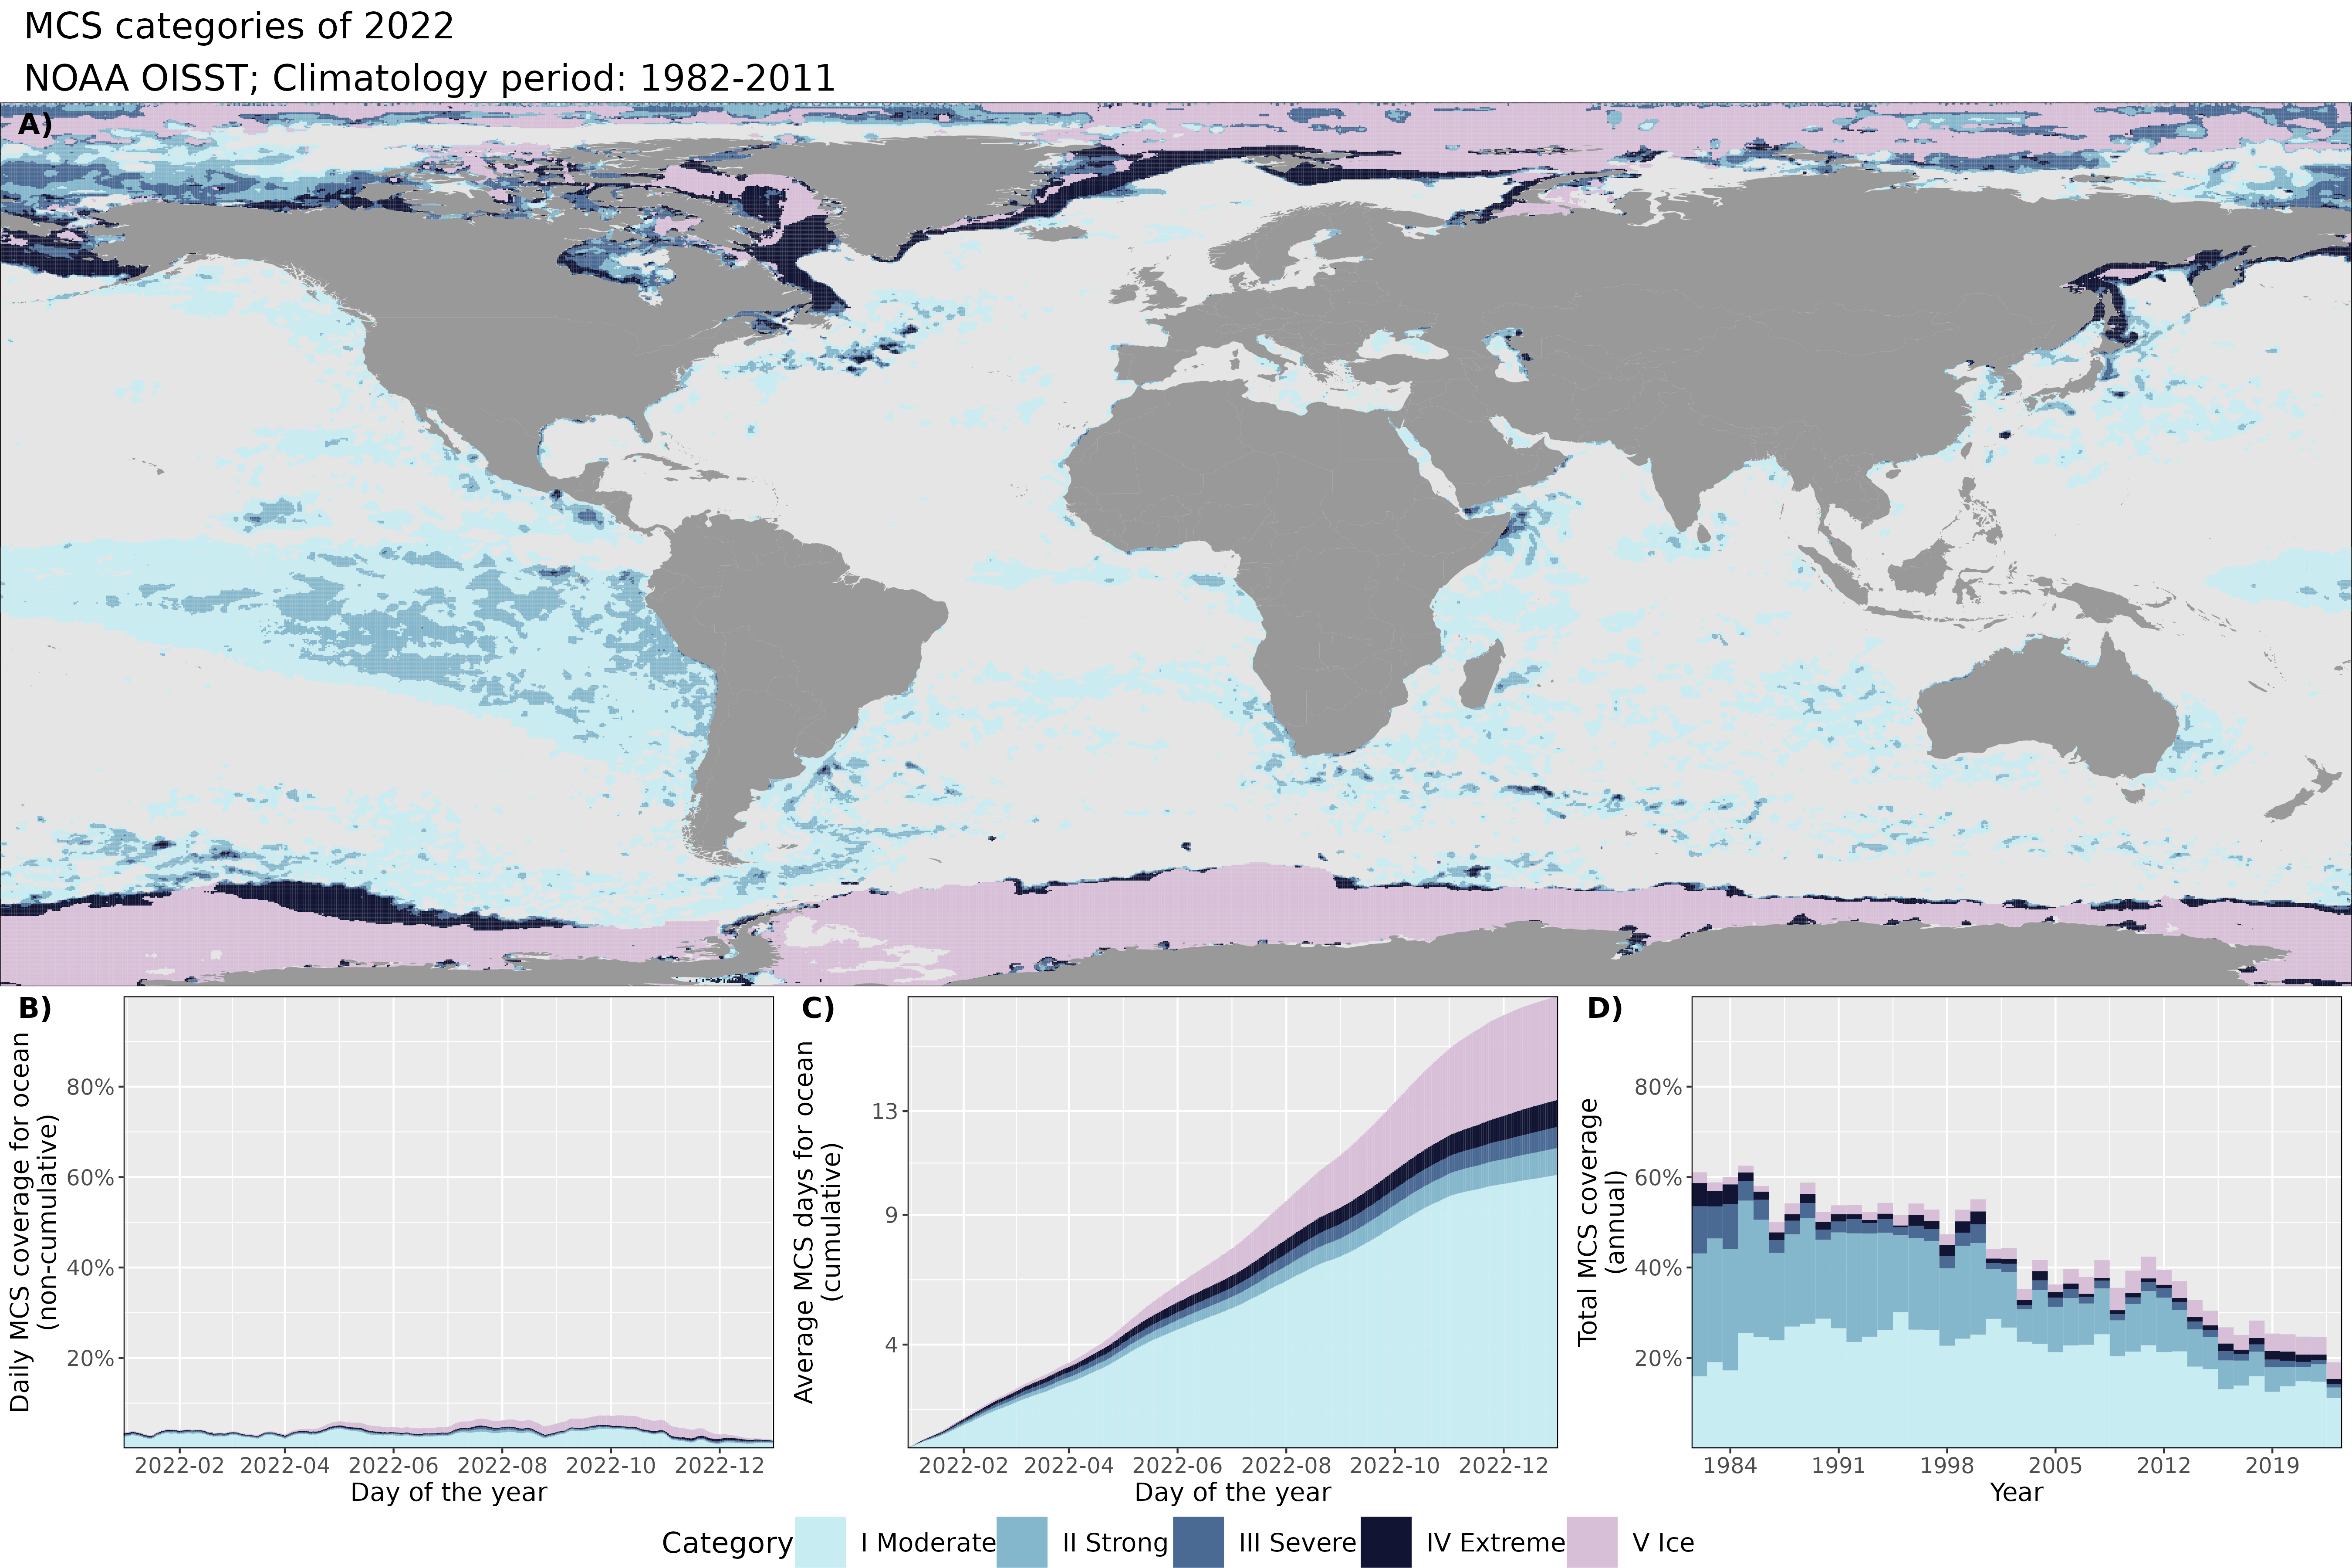 MCS categories of 2022
NOAA OISST; Climatology period: 1982-2011
A)
B)
Daily MCS coverage for ocean
(non-cumulative)
80%
60%
40%
20%
2022-02 2022-04 2022-06 2022-08 2022-10 2022-12
Day of the year
C)
Average MCS days for ocean
(cumulative)
13
9
4
2022-02 2022-04 2022-06 2022-08 2022-10 2022-12
Day of the year
D)
Total MCS coverage
(annual)
80%
60%
40%
20%
1984 1991 1998 2005 2012 2019
Year
Category I Moderate II Strong III Severe IV Extreme V Ice